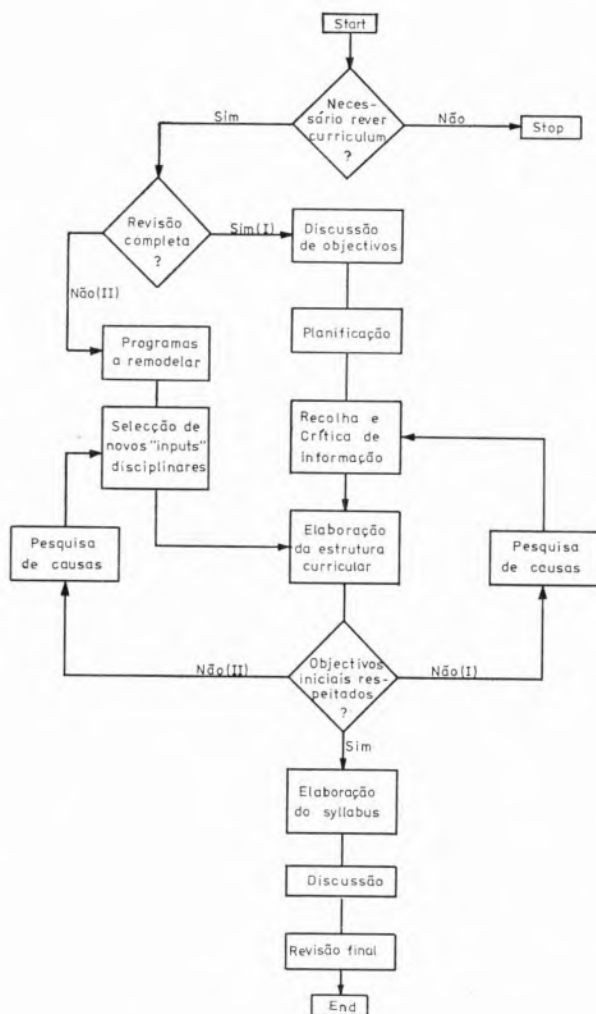 Start
Neces-
sário rever
curriculum
?
Sim
Não
Stop
Revisão
completa
?
Sim(I)
Discussão
de objectivos
Não(II)
Planificação
Programas
a remodelar
Recolha e
Crítica de
Informação
Selecção de
novos "inputs"
disciplinares
Elaboração
da estrutura
curricular
Pesquisa
de causas
Pesquisa
de causas
Não(II)
Objectivos
iniciais res-
peitados
?
Não(I)
Sim
Elaboração
do syllabus
Discussão
Revisão final
End